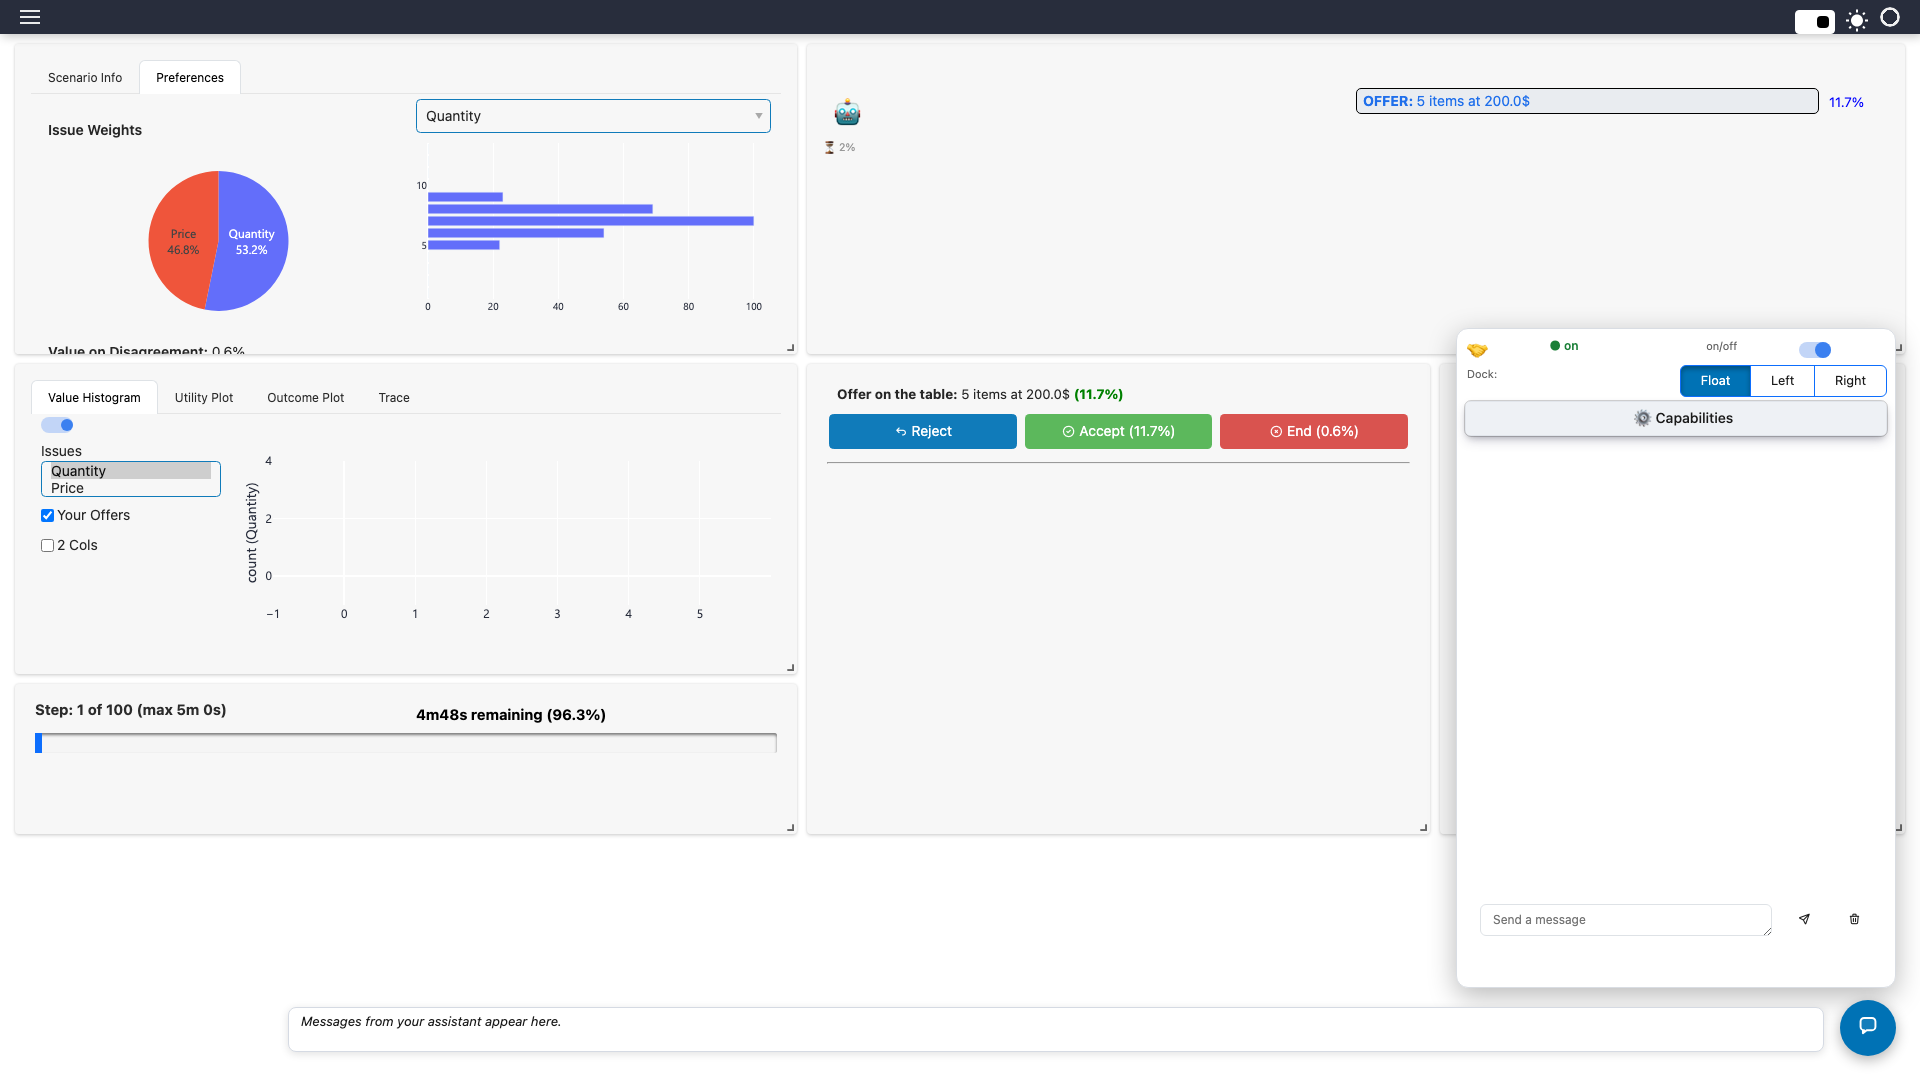 Scenario Info
Preferences
Issue Weights
Quantity
Price
46.8%
Quantity
53.2%
10
5
0
20
40
60
80
100
Value on Disagreement: 0.6%
OFFER: 5 items at 200.0$
11.7%
2%
Value Histogram
Utility Plot
Outcome Plot
Trace
Issues
Quantity
Price
Your Offers
2 Cols
count (Quantity)
4
2
0
−1
0
1
2
3
4
5
Step: 1 of 100 (max 5m 0s)
4m48s remaining (96.3%)
Offer on the table: 5 items at 200.0$ (11.7%)
Reject
Accept (11.7%)
End (0.6%)
on
on/off
Dock:
Float
Left
Right
Capabilities
Send a message
Messages from your assistant appear here.